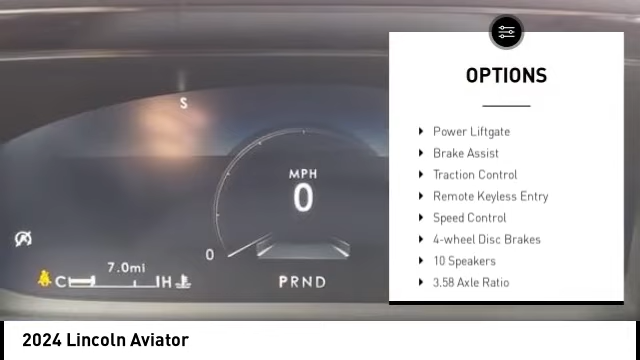 S
MPH
0
0
7.0mi
C H
PRND
OPTIONS
Power Liftgate
Brake Assist
Traction Control
Remote Keyless Entry
Speed Control
4-wheel Disc Brakes
10 Speakers
3.58 Axle Ratio
2024 Lincoln Aviator